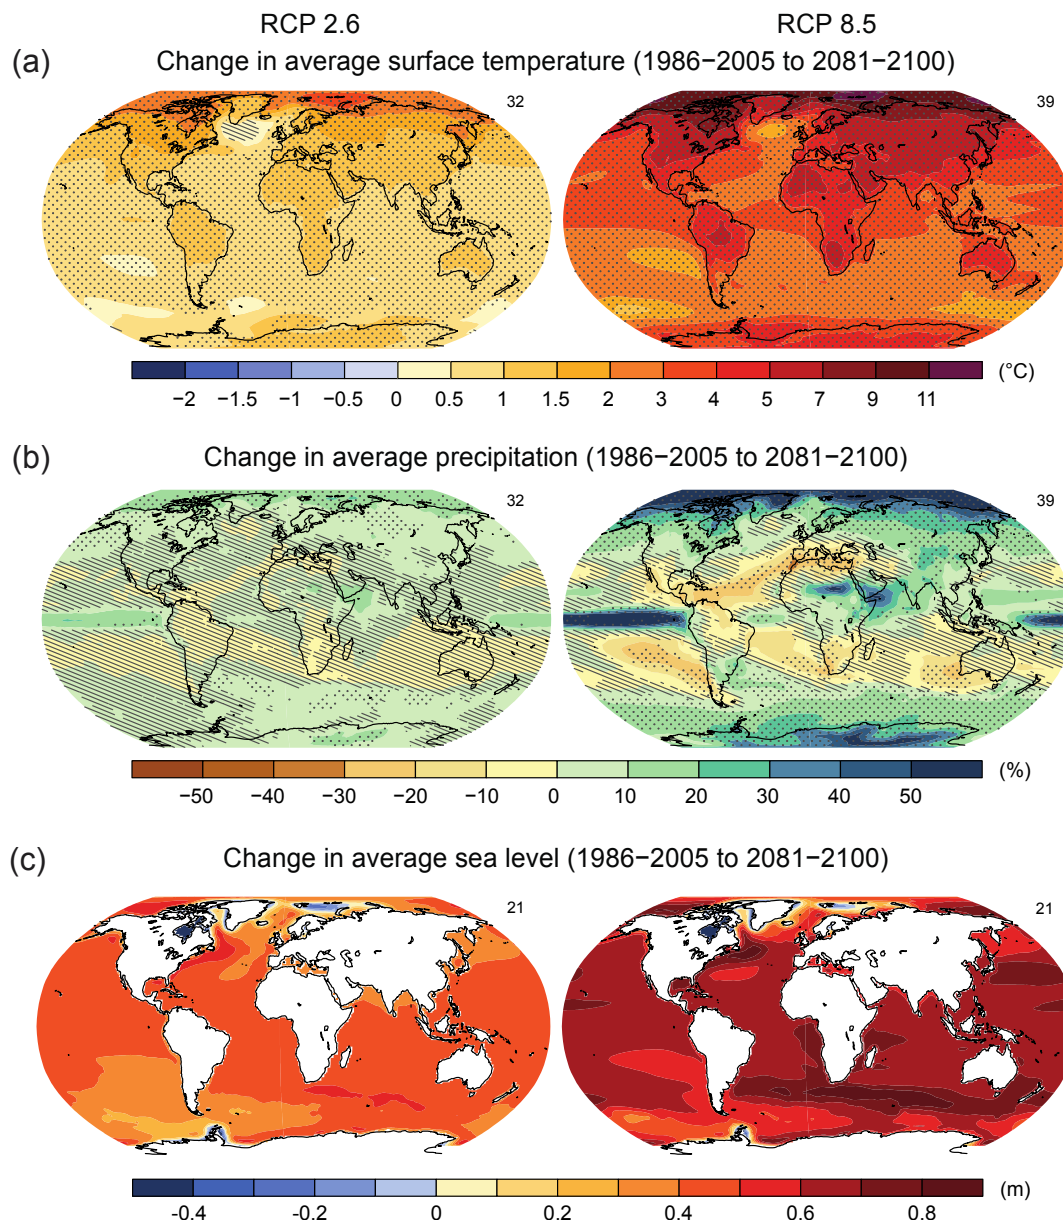 RCP 2.6 RCP 8.5
(a) Change in average surface temperature (1986−2005 to 2081−2100)
32 39
−2 −1.5 −1 −0.5 0 0.5 1 1.5 2 3 4 5 7 9 11 (°C)
(b) Change in average precipitation (1986−2005 to 2081−2100)
32 39
−50 −40 −30 −20 −10 0 10 20 30 40 50 (%)
(c) Change in average sea level (1986−2005 to 2081−2100)
21 21
-0.4 -0.2 0 0.2 0.4 0.6 0.8 (m)